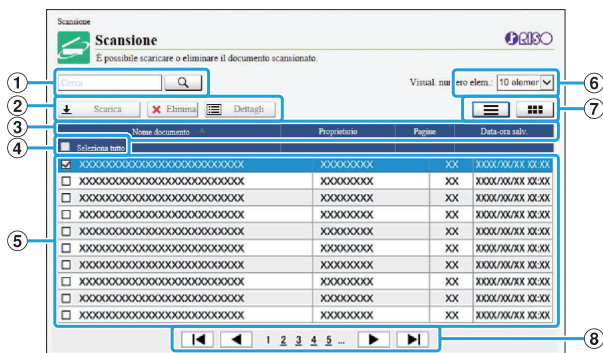 Scansione
Scansione
RISO
È possibile scaricare o eliminare il documento scansionato.
1 Cerca Visual. numero elem.: 10 elemer 6
2 Scarica Elimina Dettagli 7
3 Nome documento Proprietario Pagine Data-ora salv.
4 Seleziona tutto
XXXXXXXXXXXXXXXXXXXXXXXXXX XXXXXXXX XX XXXX/XX/XX XX:XX
XXXXXXXXXXXXXXXXXXXXXXXXXX XXXXXXXX XX XXXX/XX/XX XX:XX
XXXXXXXXXXXXXXXXXXXXXXXXXX XXXXXXXX XX XXXX/XX/XX XX:XX
XXXXXXXXXXXXXXXXXXXXXXXXXX XXXXXXXX XX XXXX/XX/XX XX:XX
XXXXXXXXXXXXXXXXXXXXXXXXXX XXXXXXXX XX XXXX/XX/XX XX:XX
5 XXXXXXXXXXXXXXXXXXXXXXXXXX XXXXXXXX XX XXXX/XX/XX XX:XX
XXXXXXXXXXXXXXXXXXXXXXXXXX XXXXXXXX XX XXXX/XX/XX XX:XX
XXXXXXXXXXXXXXXXXXXXXXXXXX XXXXXXXX XX XXXX/XX/XX XX:XX
XXXXXXXXXXXXXXXXXXXXXXXXXX XXXXXXXX XX XXXX/XX/XX XX:XX
XXXXXXXXXXXXXXXXXXXXXXXXXX XXXXXXXX XX XXXX/XX/XX XX:XX
1 2 3 4 5 ... 8